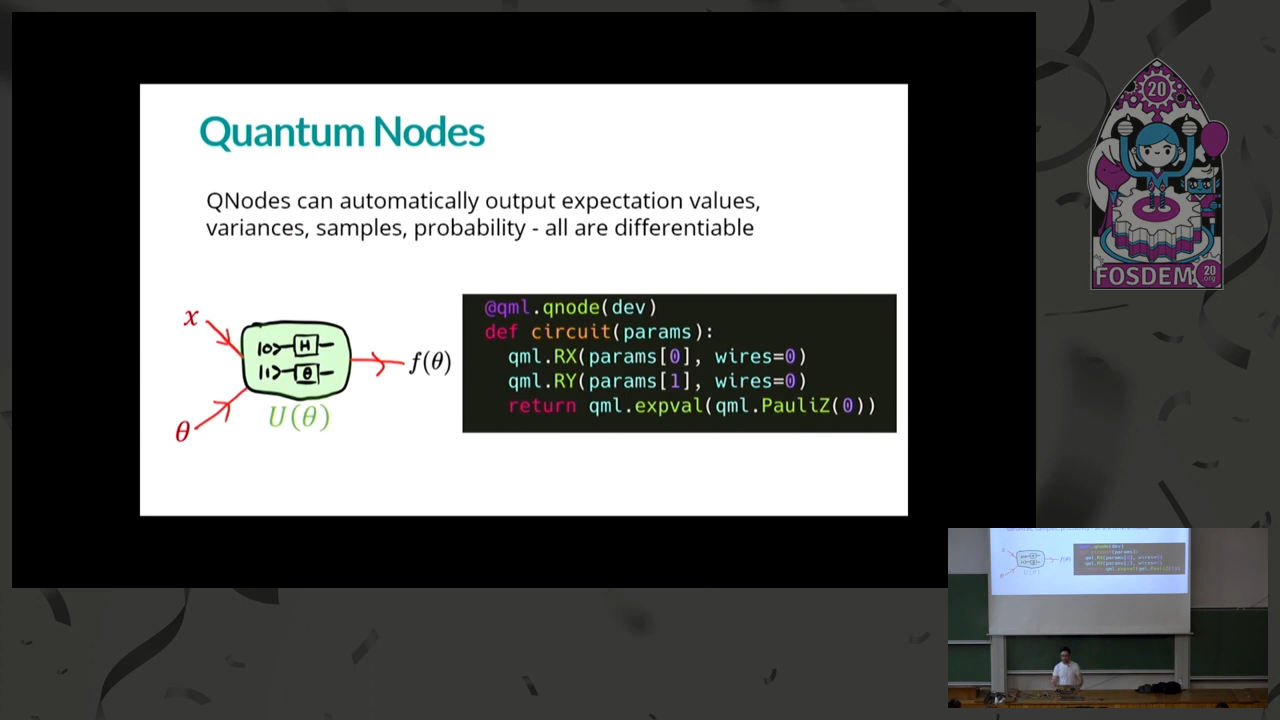 Quantum Nodes
QNodes can automatically output expectation values,
variances, samples, probability - all are differentiable
x
|0> H
|1> θ
θ
U(θ)
f(θ)
@qml.qnode(dev)
def circuit(params):
qml.RX(params[0], wires=0)
qml.RY(params[1], wires=0)
return qml.expval(qml.PauliZ(0))
20
FOSDEM 20
.org